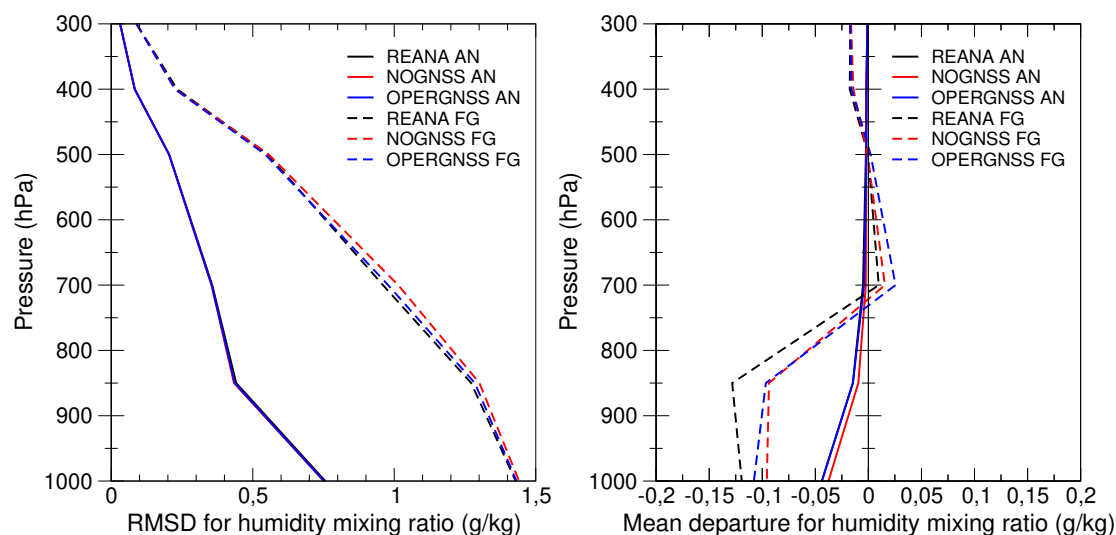 300
400
500
600
700
800
900
1000
Pressure (hPa)
REANA AN
NOGNSS AN
OPERGNSS AN
REANA FG
NOGNSS FG
OPERGNSS FG
0 0,5 1 1,5
RMSD for humidity mixing ratio (g/kg)
300
400
500
600
700
800
900
1000
Pressure (hPa)
REANA AN
NOGNSS AN
OPERGNSS AN
REANA FG
NOGNSS FG
OPERGNSS FG
-0,2 -0,15 -0,1 -0,05 0 0,05 0,1 0,15 0,2
Mean departure for humidity mixing ratio (g/kg)